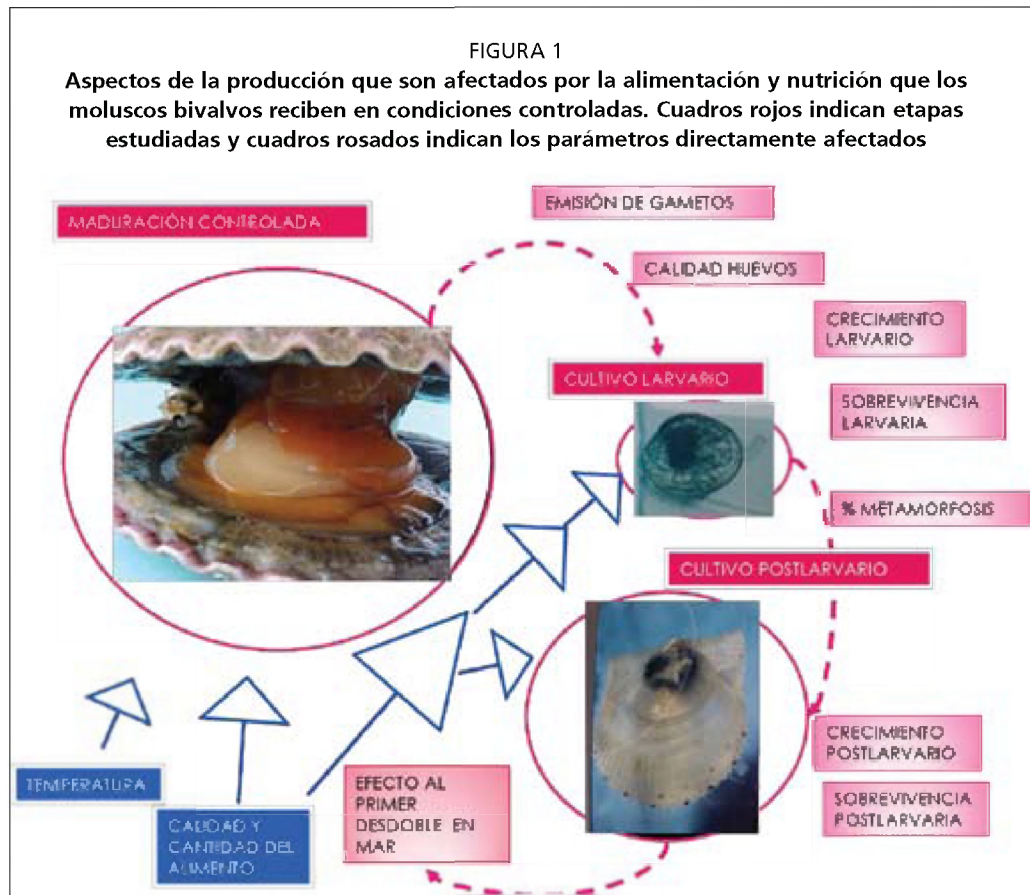 FIGURA 1
Aspectos de la producción que son afectados por la alimentación y nutrición que los
moluscos bivalvos reciben en condiciones controladas. Cuadros rojos indican etapas
estudiadas y cuadros rosados indican los parámetros directamente afectados
MADURACIÓN CONTROLADA
EMISIÓN DE GAMETOS
CALIDAD HUEVOS
CRECIMIENTO
LARVARIO
CULTIVO LARVARIO
SOBREVIVENCIA
LARVARIA
% METAMORFOSIS
CULTIVO POSTLARVARIO
CRECIMIENTO
POSTLARVARIO
SOBREVIVENCIA
POSTLARVARIA
TEMPERATURA
CALIDAD Y
CANTIDAD DEL
ALIMENTO
EFECTO AL
PRIMER
DESDOBLE EN
MAR